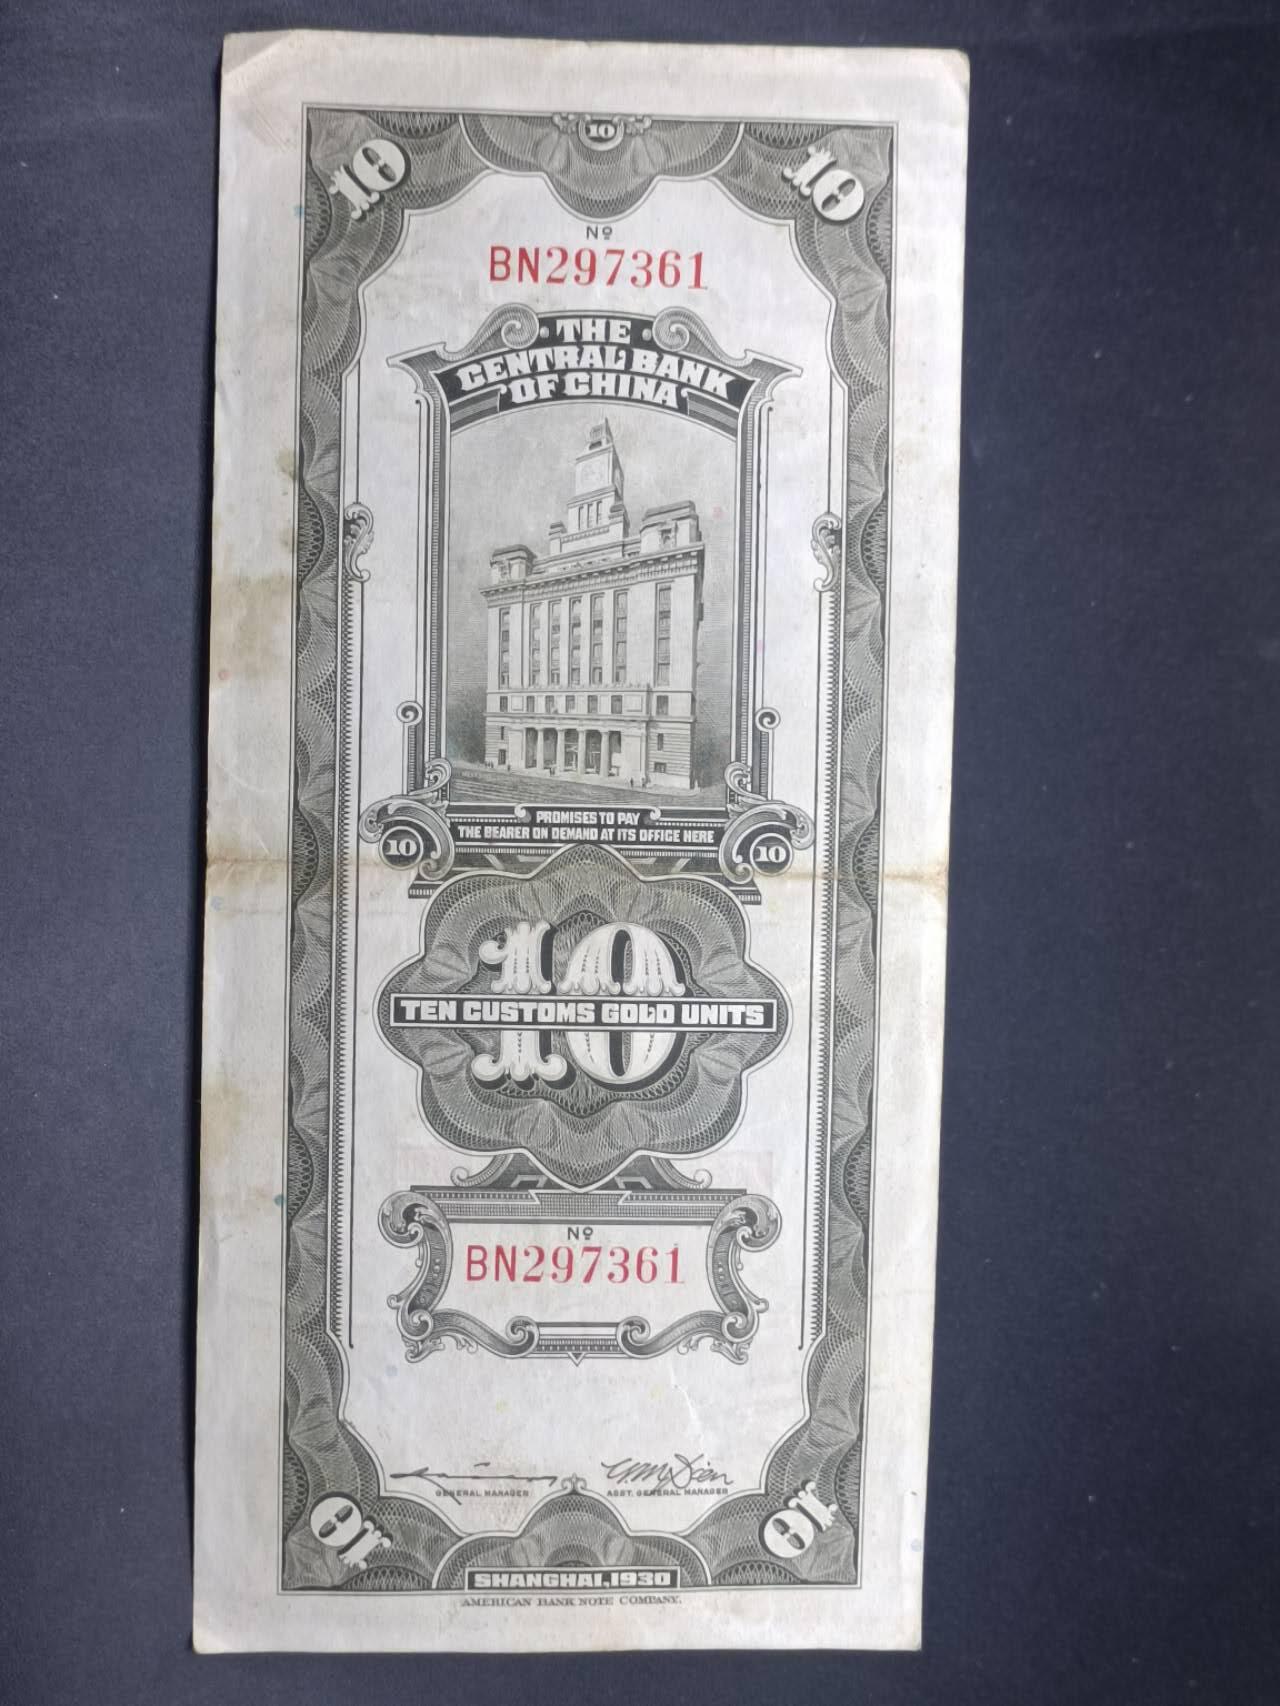 10
10
10
Nº
BN297361
THE
CENTRAL BANK
OF CHINA
PROMISES TO PAY
THE BEARER ON DEMAND AT ITS OFFICE HERE
10
10
10
TEN CUSTOMS GOLD UNITS
Nº
BN297361
GENERAL MANAGER
ASST. GENERAL MANAGER
10
10
SHANGHAI, 1930
AMERICAN BANK NOTE COMPANY.